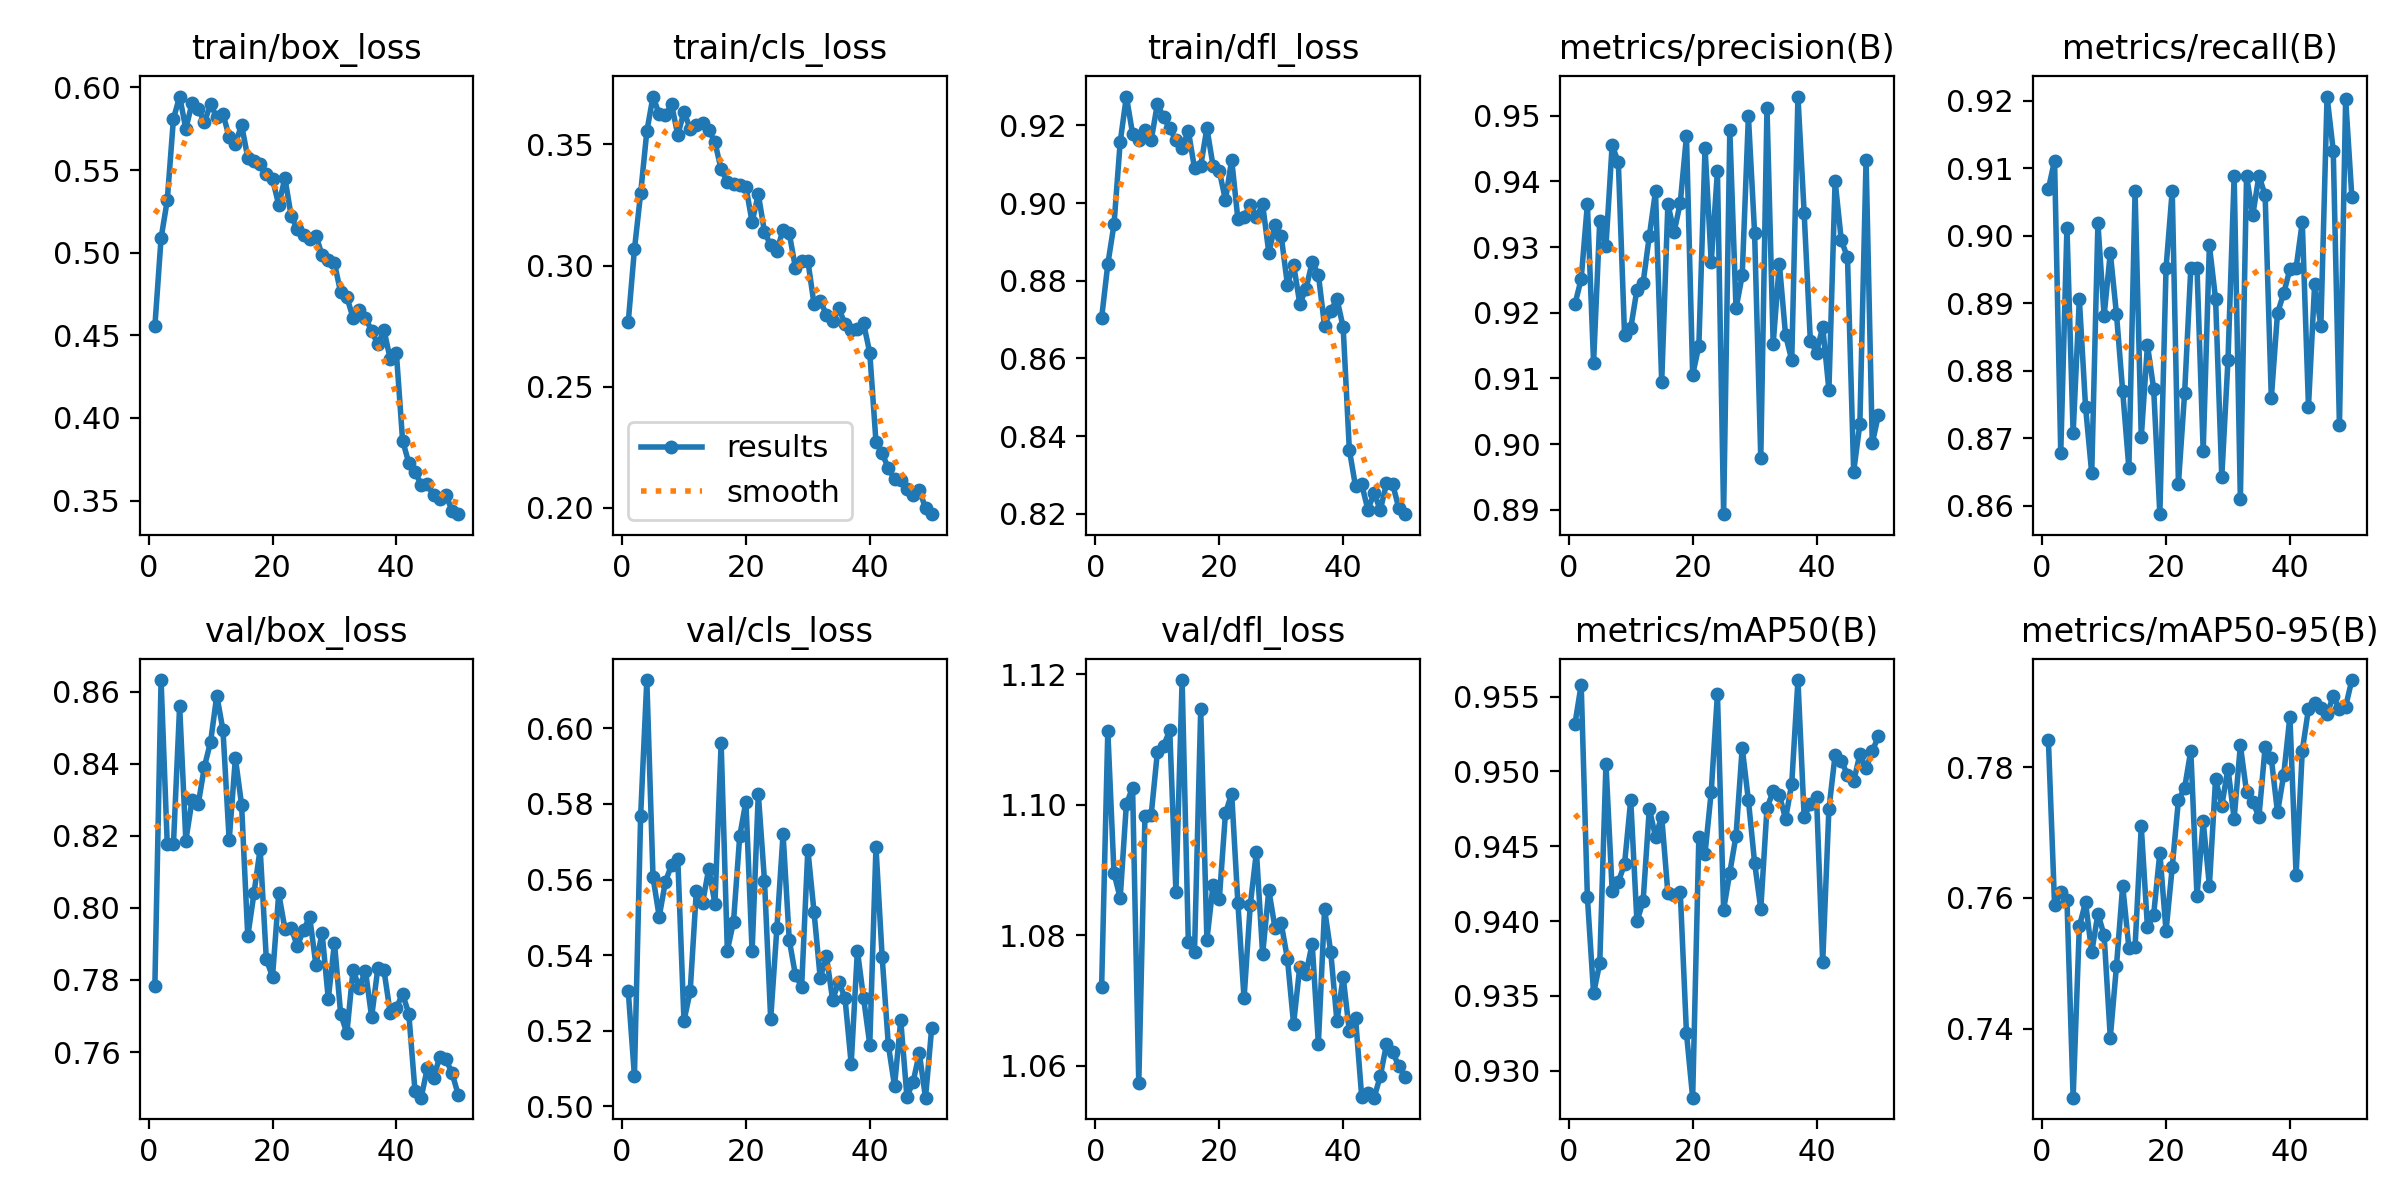 train/box_loss
0.60
0.55
0.50
0.45
0.40
0.35
0 20 40
train/cls_loss
0.35
0.30
0.25
0.20
results
smooth
0 20 40
train/dfl_loss
0.92
0.90
0.88
0.86
0.84
0.82
0 20 40
metrics/precision(B)
0.95
0.94
0.93
0.92
0.91
0.90
0.89
0 20 40
metrics/recall(B)
0.92
0.91
0.90
0.89
0.88
0.87
0.86
0 20 40
val/box_loss
0.86
0.84
0.82
0.80
0.78
0.76
0 20 40
val/cls_loss
0.60
0.58
0.56
0.54
0.52
0.50
0 20 40
val/dfl_loss
1.12
1.10
1.08
1.06
0 20 40
metrics/mAP50(B)
0.955
0.950
0.945
0.940
0.935
0.930
0 20 40
metrics/mAP50-95(B)
0.78
0.76
0.74
0 20 40